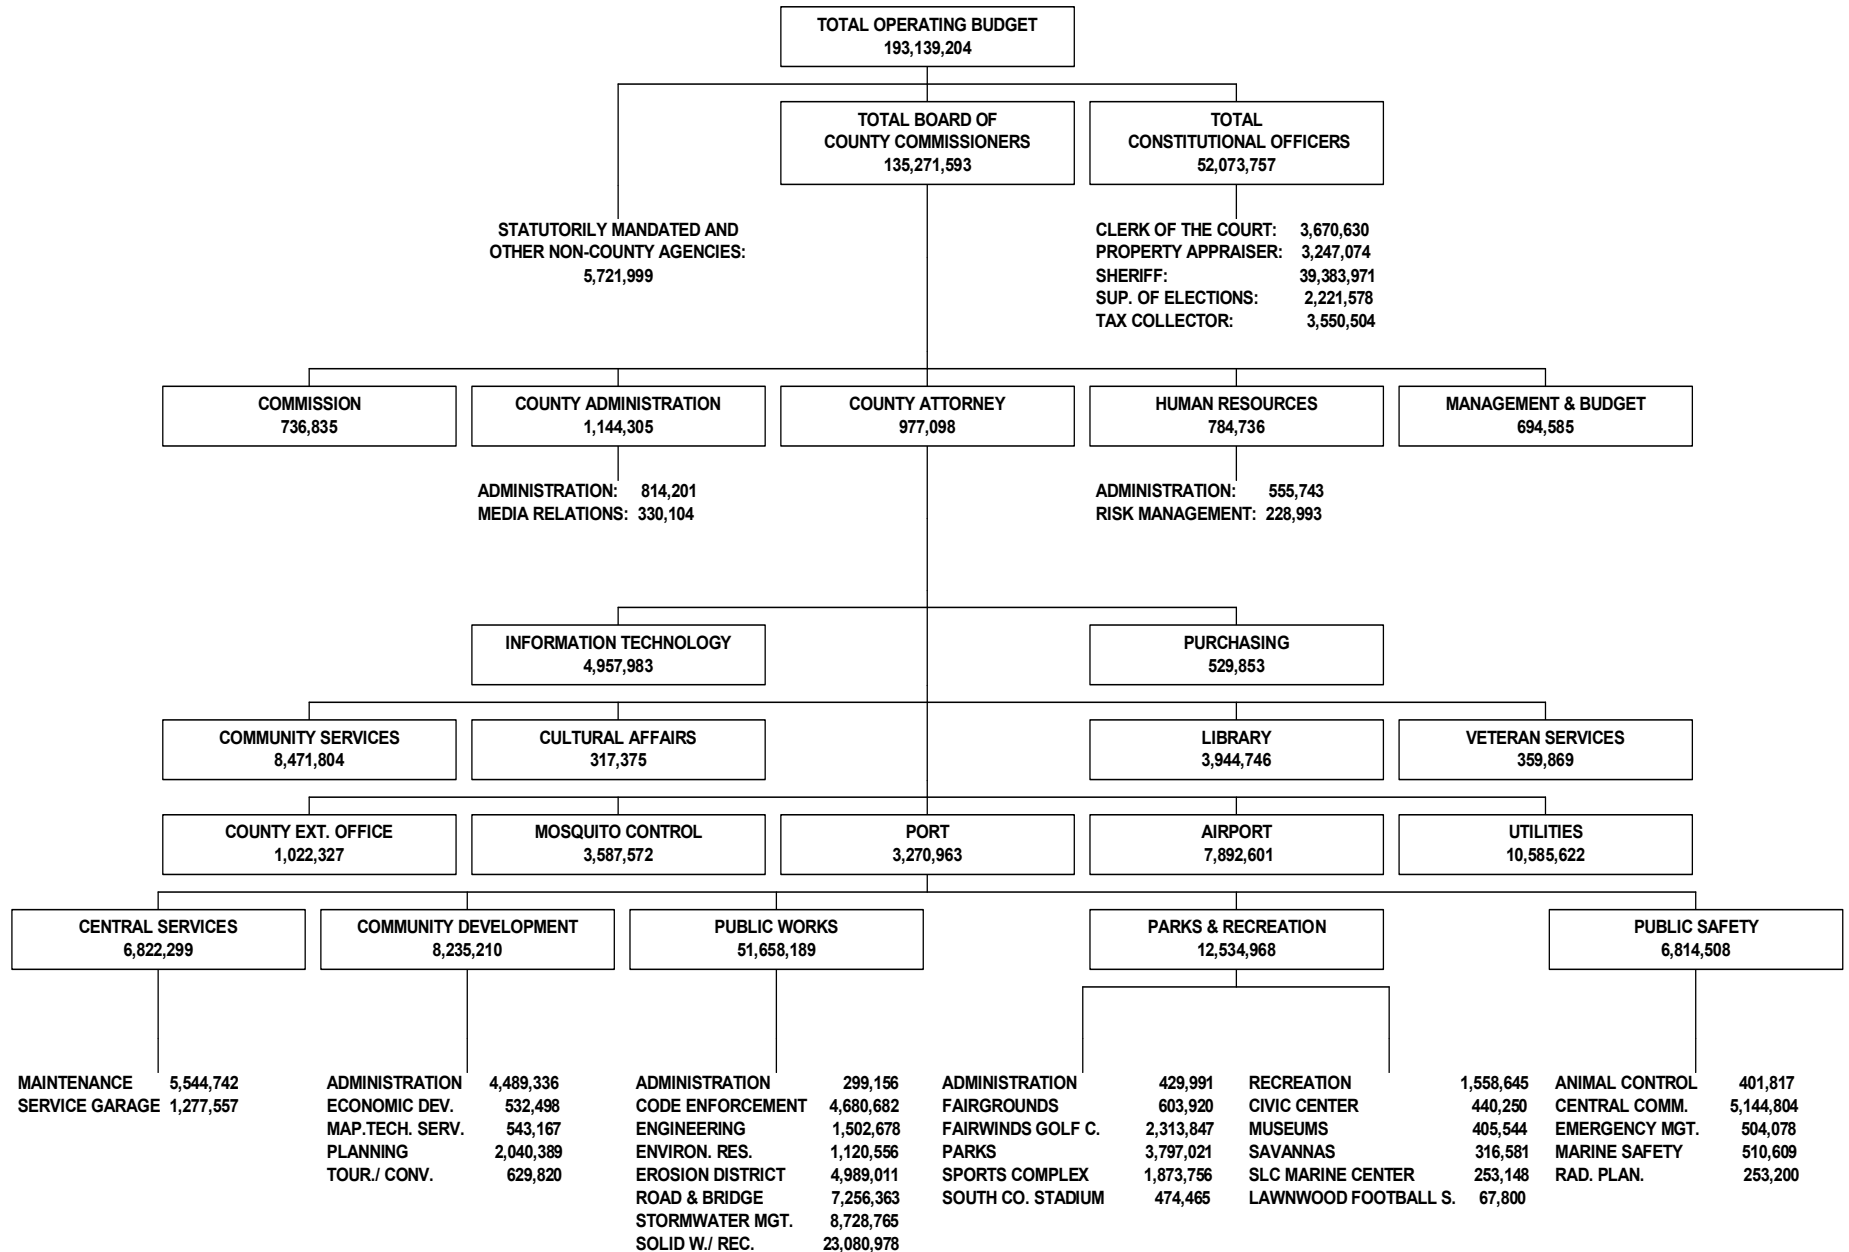 TOTAL OPERATING BUDGET
193,139,204
TOTAL BOARD OF
COUNTY COMMISSIONERS
135,271,593
TOTAL
CONSTITUTIONAL OFFICERS
52,073,757
STATUTORILY MANDATED AND
OTHER NON-COUNTY AGENCIES:
5,721,999
CLERK OF THE COURT: 3,670,630
PROPERTY APPRAISER: 3,247,074
SHERIFF: 39,383,971
SUP. OF ELECTIONS: 2,221,578
TAX COLLECTOR: 3,550,504
COMMISSION
736,835
COUNTY ADMINISTRATION
1,144,305
COUNTY ATTORNEY
977,098
HUMAN RESOURCES
784,736
MANAGEMENT & BUDGET
694,585
ADMINISTRATION: 814,201
MEDIA RELATIONS: 330,104
ADMINISTRATION: 555,743
RISK MANAGEMENT: 228,993
INFORMATION TECHNOLOGY
4,957,983
PURCHASING
529,853
COMMUNITY SERVICES
8,471,804
CULTURAL AFFAIRS
317,375
LIBRARY
3,944,746
VETERAN SERVICES
359,869
COUNTY EXT. OFFICE
1,022,327
MOSQUITO CONTROL
3,587,572
PORT
3,270,963
AIRPORT
7,892,601
UTILITIES
10,585,622
CENTRAL SERVICES
6,822,299
COMMUNITY DEVELOPMENT
8,235,210
PUBLIC WORKS
51,658,189
PARKS & RECREATION
12,534,968
PUBLIC SAFETY
6,814,508
MAINTENANCE 5,544,742
SERVICE GARAGE 1,277,557
ADMINISTRATION 4,489,336
ECONOMIC DEV. 532,498
MAP.TECH. SERV. 543,167
PLANNING 2,040,389
TOUR./ CONV. 629,820
ADMINISTRATION 299,156
CODE ENFORCEMENT 4,680,682
ENGINEERING 1,502,678
ENVIRON. RES. 1,120,556
EROSION DISTRICT 4,989,011
ROAD & BRIDGE 7,256,363
STORMWATER MGT. 8,728,765
SOLID W./ REC. 23,080,978
ADMINISTRATION 429,991
FAIRGROUNDS 603,920
FAIRWINDS GOLF C. 2,313,847
PARKS 3,797,021
SPORTS COMPLEX 1,873,756
SOUTH CO. STADIUM 474,465
RECREATION 1,558,645
CIVIC CENTER 440,250
MUSEUMS 405,544
SAVANNAS 316,581
SLC MARINE CENTER 253,148
LAWNWOOD FOOTBALL S. 67,800
ANIMAL CONTROL 401,817
CENTRAL COMM. 5,144,804
EMERGENCY MGT. 504,078
MARINE SAFETY 510,609
RAD. PLAN. 253,200